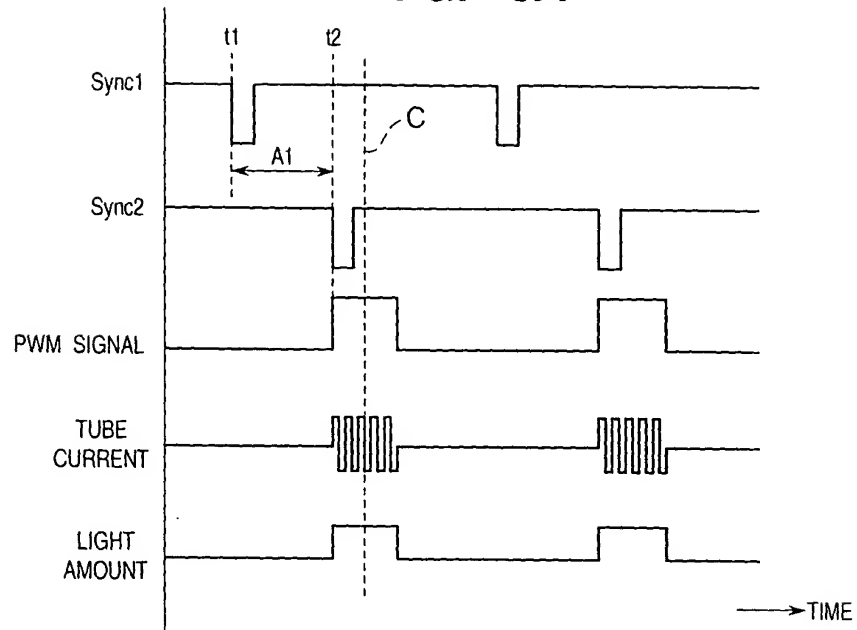 t1 t2
Sync1
C
A1
Sync2
PWM SIGNAL
TUBE
CURRENT
LIGHT
AMOUNT
TIME